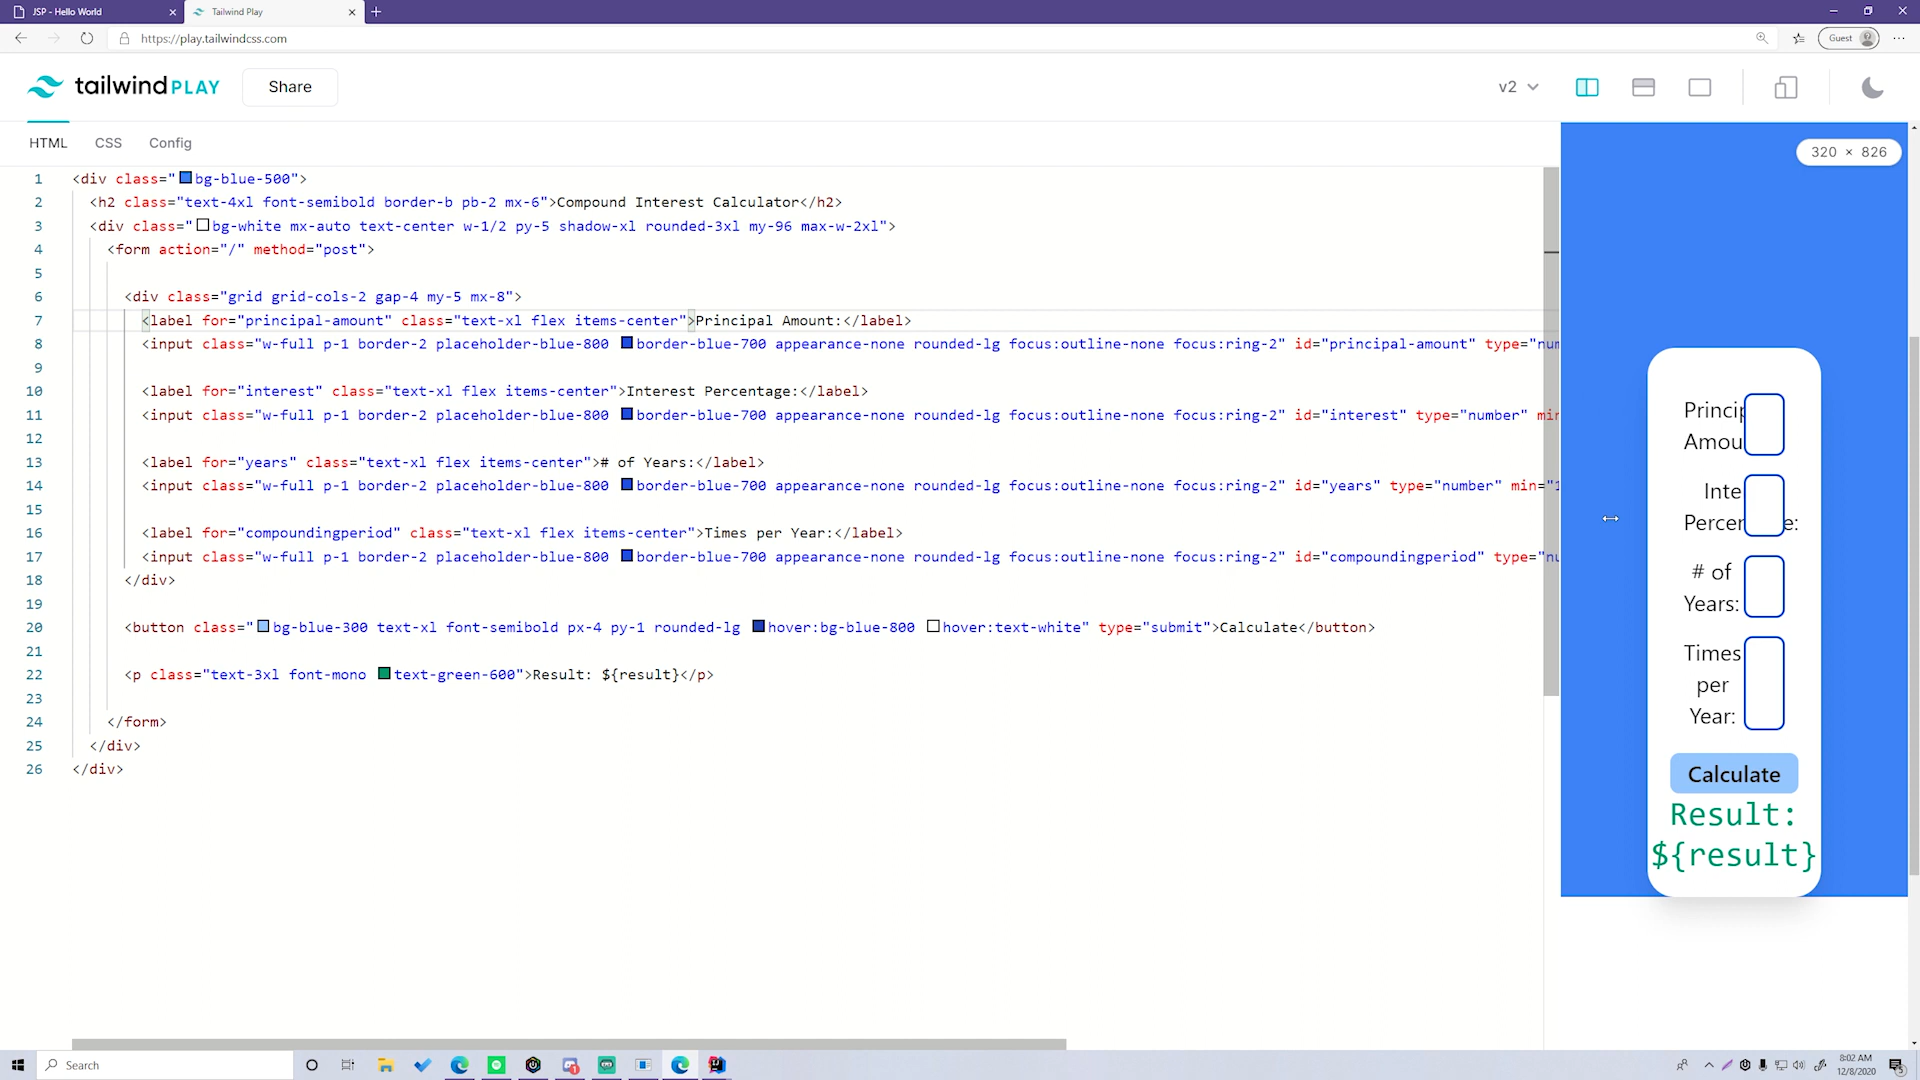 JSP - Hello World
Tailwind Play
https://play.tailwindcss.com
Guest
tailwind PLAY
Share
v2
HTML
CSS
Config
320 × 826
1 <div class="bg-blue-500">
2 <h2 class="text-4xl font-semibold border-b pb-2 mx-6">Compound Interest Calculator</h2>
3 <div class="bg-white mx-auto text-center w-1/2 py-5 shadow-xl rounded-3xl my-96 max-w-2xl">
4 <form action="/" method="post">
5
6 <div class="grid grid-cols-2 gap-4 my-5 mx-8">
7 <label for="principal-amount" class="text-xl flex items-center">Principal Amount:</label>
8 <input class="w-full p-1 border-2 placeholder-blue-800 border-blue-700 appearance-none rounded-lg focus:outline-none focus:ring-2" id="principal-amount" type="num
9
10 <label for="interest" class="text-xl flex items-center">Interest Percentage:</label>
11 <input class="w-full p-1 border-2 placeholder-blue-800 border-blue-700 appearance-none rounded-lg focus:outline-none focus:ring-2" id="interest" type="number" min
12
13 <label for="years" class="text-xl flex items-center"># of Years:</label>
14 <input class="w-full p-1 border-2 placeholder-blue-800 border-blue-700 appearance-none rounded-lg focus:outline-none focus:ring-2" id="years" type="number" min="1
15
16 <label for="compoundingperiod" class="text-xl flex items-center">Times per Year:</label>
17 <input class="w-full p-1 border-2 placeholder-blue-800 border-blue-700 appearance-none rounded-lg focus:outline-none focus:ring-2" id="compoundingperiod" type="nu
18 </div>
19
20 <button class="bg-blue-300 text-xl font-semibold px-4 py-1 rounded-lg hover:bg-blue-800 hover:text-white" type="submit">Calculate</button>
21
22 <p class="text-3xl font-mono text-green-600">Result: ${result}</p>
23
24 </form>
25 </div>
26 </div>
Princip
Amou
Inte
Percen e:
# of
Years:
Times
per
Year:
Calculate
Result:
${result}
Search
8:02 AM
12/8/2020